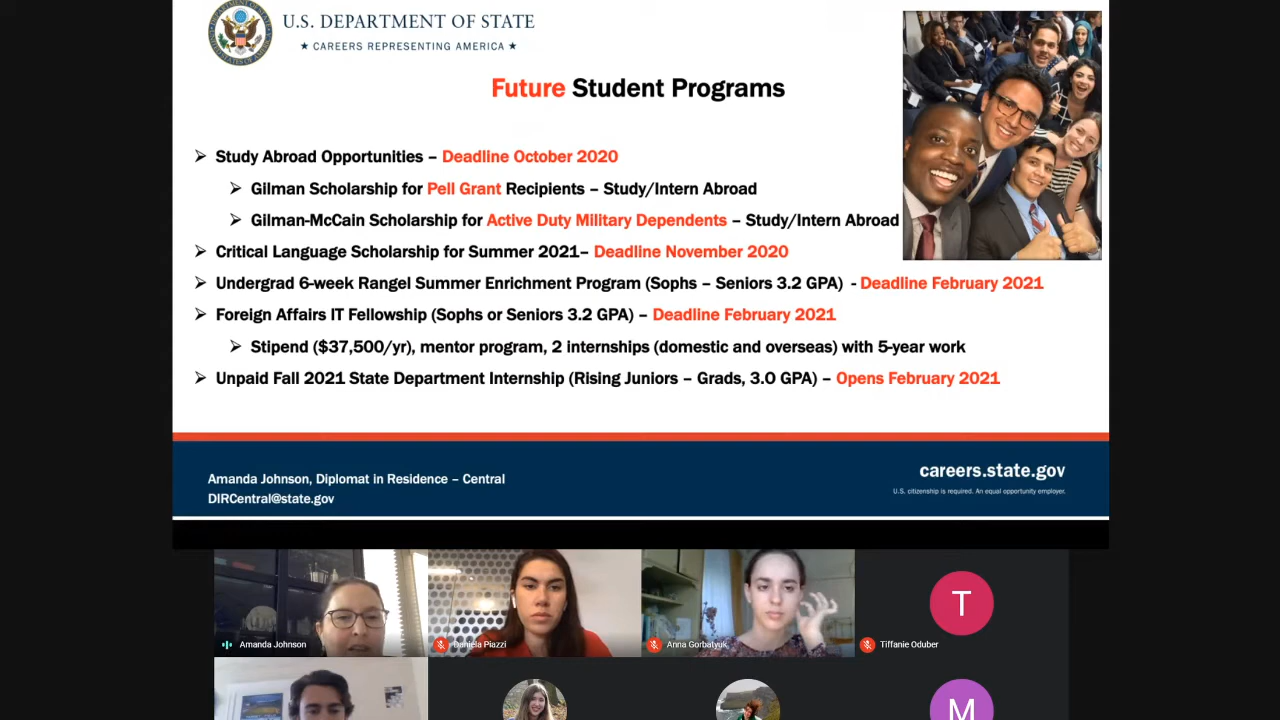 U.S. DEPARTMENT OF STATE
★ CAREERS REPRESENTING AMERICA ★
Future Student Programs
➢ Study Abroad Opportunities – Deadline October 2020
➢ Gilman Scholarship for Pell Grant Recipients – Study/Intern Abroad
➢ Gilman-McCain Scholarship for Active Duty Military Dependents – Study/Intern Abroad
➢ Critical Language Scholarship for Summer 2021– Deadline November 2020
➢ Undergrad 6-week Rangel Summer Enrichment Program (Sophs – Seniors 3.2 GPA) - Deadline February 2021
➢ Foreign Affairs IT Fellowship (Sophs or Seniors 3.2 GPA) – Deadline February 2021
➢ Stipend ($37,500/yr), mentor program, 2 internships (domestic and overseas) with 5-year work
➢ Unpaid Fall 2021 State Department Internship (Rising Juniors – Grads, 3.0 GPA) – Opens February 2021
Amanda Johnson, Diplomat in Residence – Central
DIRCentral@state.gov
careers.state.gov
U.S. citizenship is required. An equal opportunity employer.
T
Amanda Johnson
Daniela Piazzi
Anna Gorbatyuk
Tiffanie Oduber
M